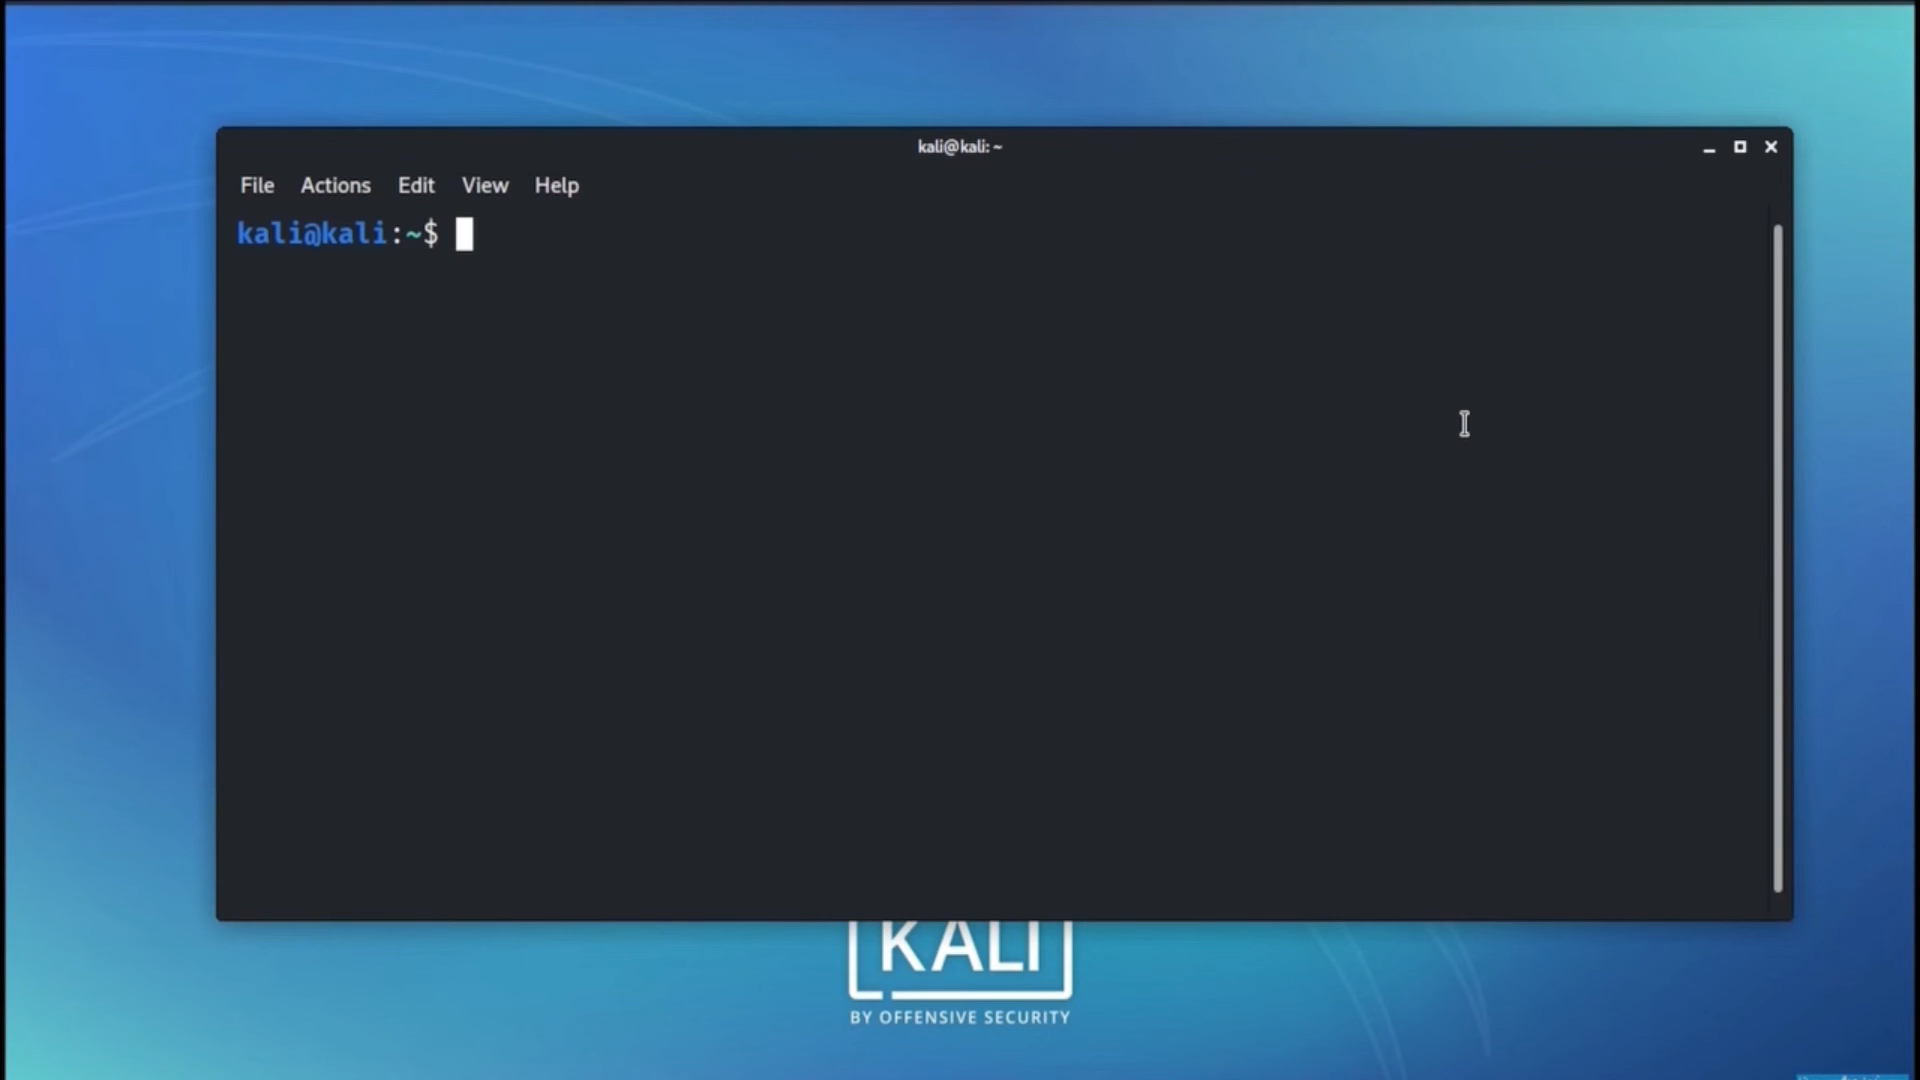 kali@kali: ~
File Actions Edit View Help
kali@kali:~$
KALI
BY OFFENSIVE SECURITY